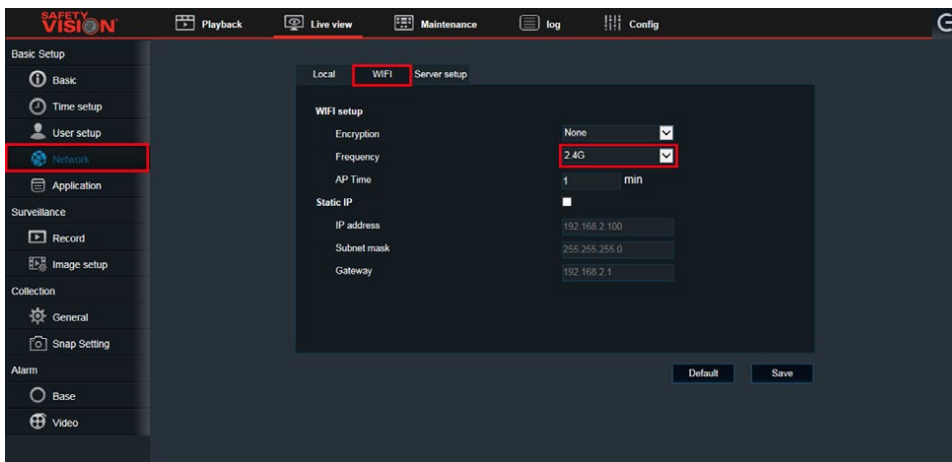 SAFETY
VISION
Playback
Live view
Maintenance
log
Config
Basic Setup
Basic
Time setup
User setup
Network
Application
Surveillance
Record
Image setup
Collection
General
Snap Setting
Alarm
Base
Video
Local WIFI Server setup
WIFI setup
Encryption None
Frequency 2.4G
AP Time 1 min
Static IP
IP address 192.168.2.100
Subnet mask 255.255.255.0
Gateway 192.168.2.1
Default Save